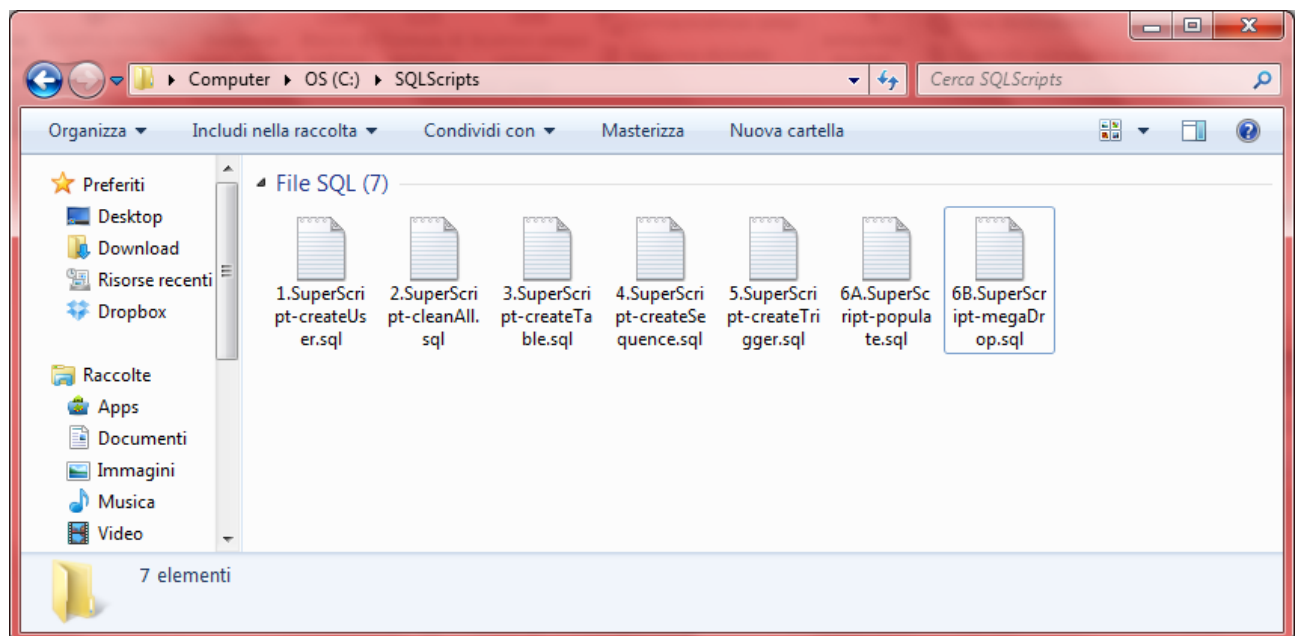 Computer ▸ OS (C:) ▸ SQLScripts
Cerca SQLScripts
Organizza
Includi nella raccolta
Condividi con
Masterizza
Nuova cartella
Preferiti
Desktop
Download
Risorse recenti
Dropbox
Raccolte
Apps
Documenti
Immagini
Musica
Video
File SQL (7)
1.SuperScri
pt-createUs
er.sql
2.SuperScri
pt-cleanAll.
sql
3.SuperScri
pt-createTa
ble.sql
4.SuperScri
pt-createSe
quence.sql
5.SuperScri
pt-createTri
gger.sql
6A.SuperSc
ript-popula
te.sql
6B.SuperScr
ipt-megaDr
op.sql
7 elementi